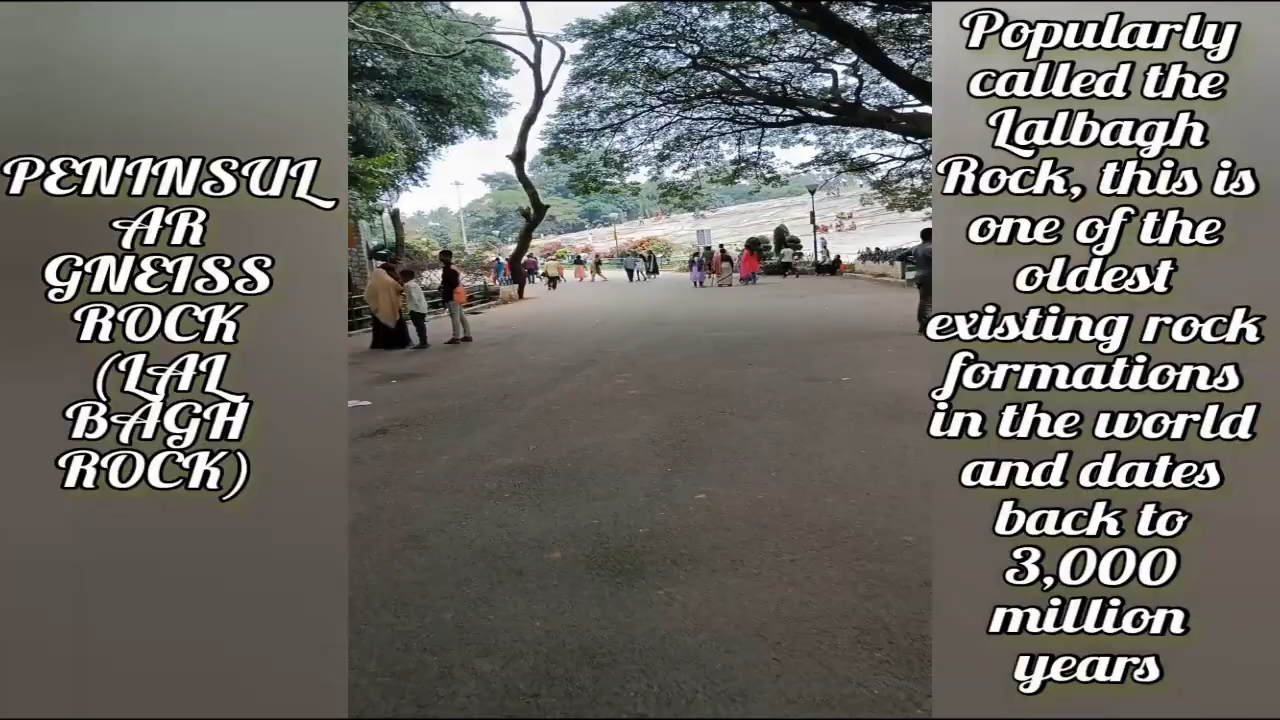 PENINSUL
AR
GNEISS
ROCK
(LAL
BAGH
ROCK)
Popularly
called the
Lalbagh
Rock, this is
one of the
oldest
existing rock
formations
in the world
and dates
back to
3,000
million
years